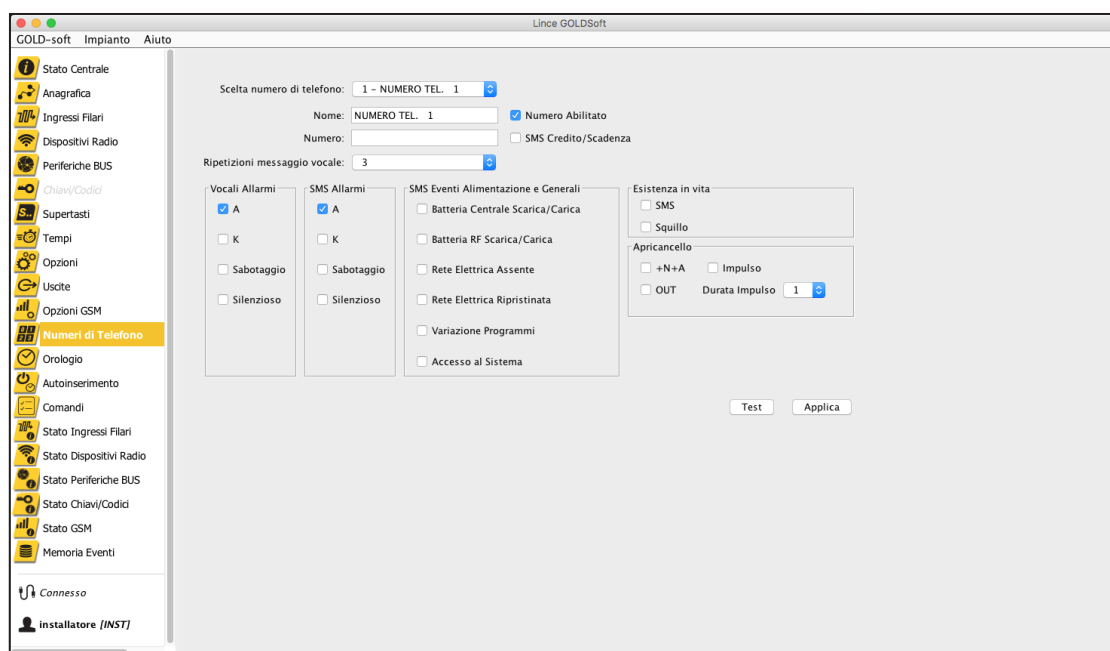 Lince GOLDSoft
GOLD-soft Impianto Aiuto
Stato Centrale
Anagrafica
Ingressi Filari
Dispositivi Radio
Periferiche BUS
Chiavi/Codici
Supertasti
Tempi
Opzioni
Uscite
Opzioni GSM
Numeri di Telefono
Orologio
Autoinserimento
Comandi
Stato Ingressi Filari
Stato Dispositivi Radio
Stato Periferiche BUS
Stato Chiavi/Codici
Stato GSM
Memoria Eventi
Connesso
installatore [INST]
Scelta numero di telefono: 1 - NUMERO TEL. 1
Nome: NUMERO TEL. 1 Numero Abilitato
Numero: SMS Credito/Scadenza
Ripetizioni messaggio vocale: 3
Vocali Allarmi
A
K
Sabotaggio
Silenzioso
SMS Allarmi
A
K
Sabotaggio
Silenzioso
SMS Eventi Alimentazione e Generali
Batteria Centrale Scarica/Carica
Batteria RF Scarica/Carica
Rete Elettrica Assente
Rete Elettrica Ripristinata
Variazione Programmi
Accesso al Sistema
Esistenza in vita
SMS
Squillo
Apricancello
+N+A Impulso
OUT Durata Impulso 1
Test Applica